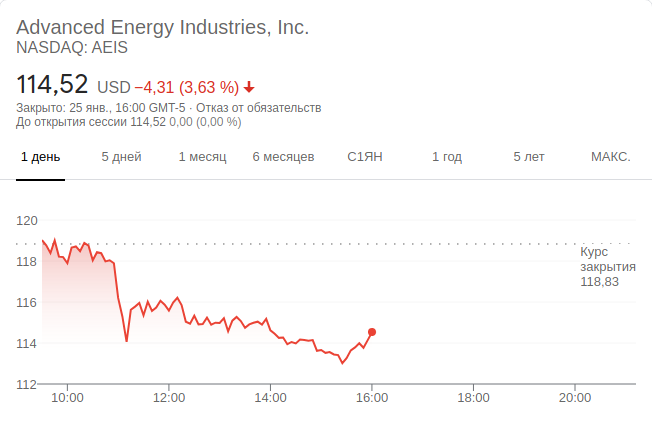 Advanced Energy Industries, Inc.
NASDAQ: AEIS
114,52 USD −4,31 (3,63 %)
Закрыто: 25 янв., 16:00 GMT-5 · Отказ от обязательств
До открытия сессии 114,52 0,00 (0,00 %)
1 день 5 дней 1 месяц 6 месяцев С1ЯН 1 год 5 лет МАКС.
120
118
116
114
112
Курс
закрытия
118,83
10:00 12:00 14:00 16:00 18:00 20:00